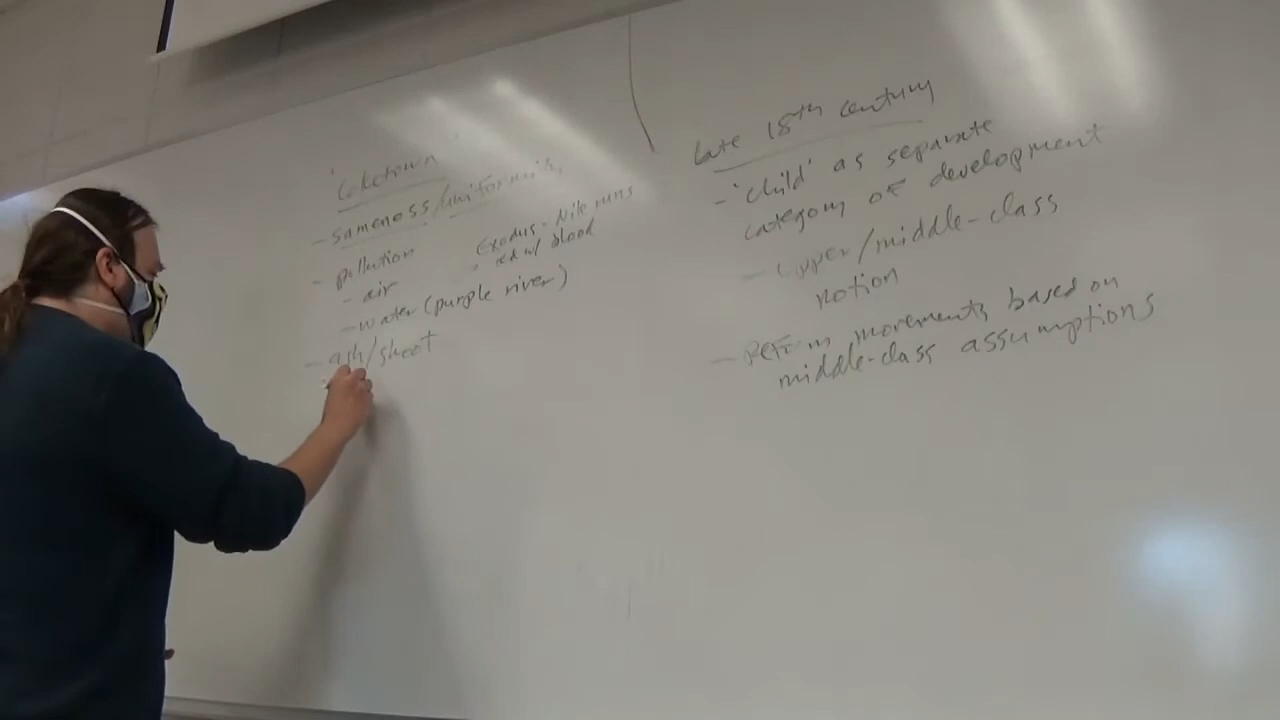 'Coketown'
- sameness/uniformity
- pollution
- air
Exodus - Nile runs
red w/ blood
- water (purple river)
- ash/shoot
late 18th century
- 'child' as separate
category of development
- upper/middle-class
notion
- Reform movements based on
middle-class assumptions